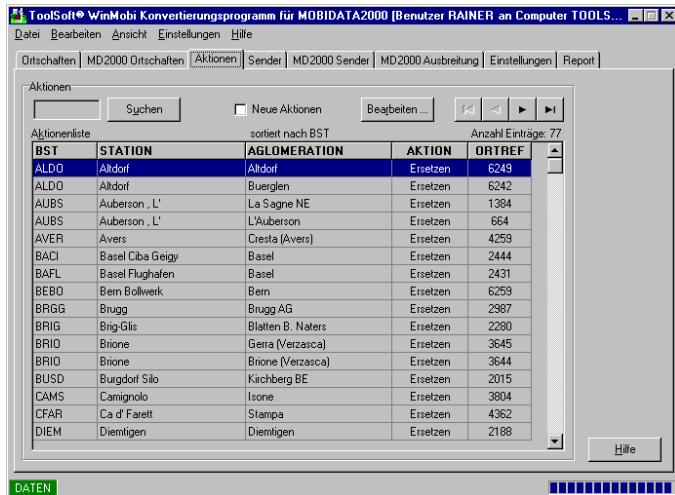 ToolSoft® WinMobi Konvertierungsprogramm für MOBIDATA2000 [Benutzer RAINER an Computer TOOLS...
Datei Bearbeiten Ansicht Einstellungen Hilfe
Ortschaften MD2000 Ortschaften Aktionen Sender MD2000 Sender MD2000 Ausbreitung Einstellungen Report
Aktionen
Suchen Neue Aktionen Bearbeiten ...
Aktionenliste sortiert nach BST Anzahl Einträge: 77
BST STATION AGLOMERATION AKTION ORTREF
ALDO Altdorf Altdorf Ersetzen 6249
ALDO Altdorf Buerglen Ersetzen 6242
AUBS Auberson , L' La Sagne NE Ersetzen 1384
AUBS Auberson , L' L'Auberson Ersetzen 664
AVER Avers Cresta (Avers) Ersetzen 4259
BACI Basel Ciba Geigy Basel Ersetzen 2444
BAFL Basel Flughafen Basel Ersetzen 2431
BEBO Bern Bollwerk Bern Ersetzen 6259
BRGG Brugg Brugg AG Ersetzen 2987
BRIG Brig-Glis Blatten B. Naters Ersetzen 2280
BRIO Brione Gerra (Verzasca) Ersetzen 3645
BRIO Brione Brione (Verzasca) Ersetzen 3644
BUSD Burgdorf Silo Kirchberg BE Ersetzen 2015
CAMS Camignolo Isone Ersetzen 3804
CFAR Ca d' Farett Stampa Ersetzen 4362
DIEM Diemtigen Diemtigen Ersetzen 2188
Hilfe
DATEN